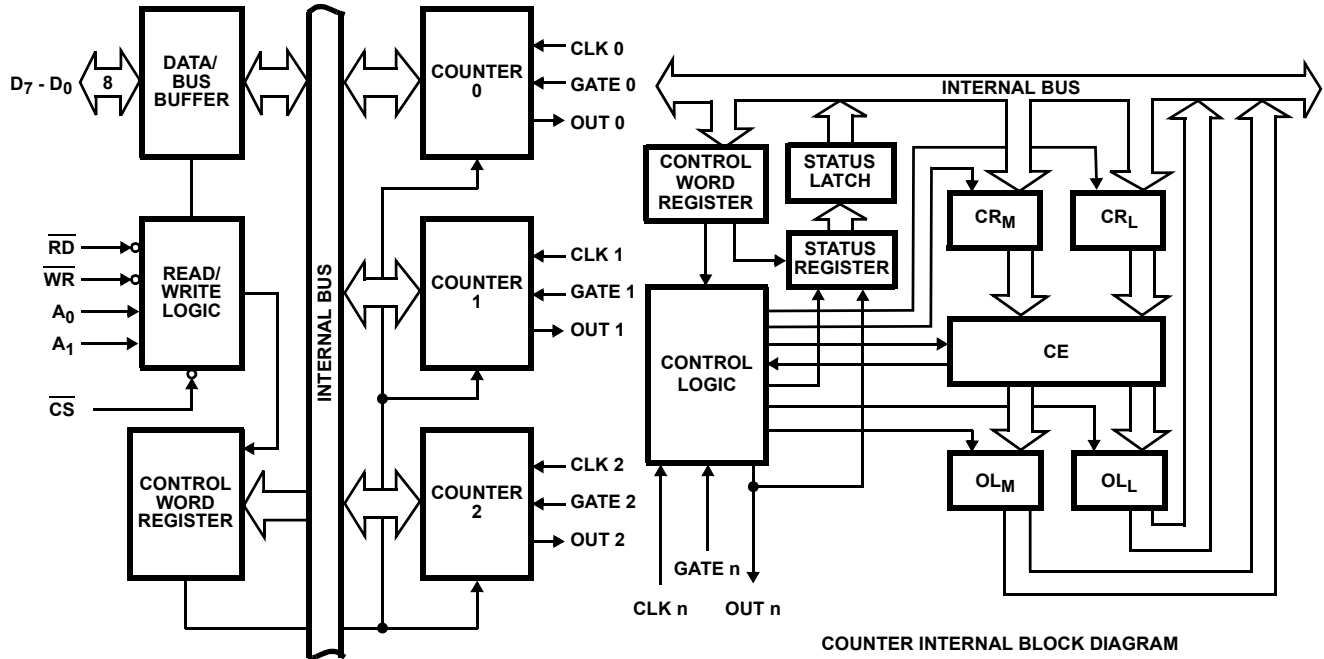 D7 - D0
8
DATA/
BUS
BUFFER
RD
WR
A0
A1
CS
READ/
WRITE
LOGIC
CONTROL
WORD
REGISTER
INTERNAL BUS
COUNTER
0
CLK 0
GATE 0
OUT 0
COUNTER
1
CLK 1
GATE 1
OUT 1
COUNTER
2
CLK 2
GATE 2
OUT 2
INTERNAL BUS
CONTROL
WORD
REGISTER
STATUS
LATCH
STATUS
REGISTER
CRM
CRL
CONTROL
LOGIC
CE
OLM
OLL
GATE n
CLK n
OUT n
COUNTER INTERNAL BLOCK DIAGRAM